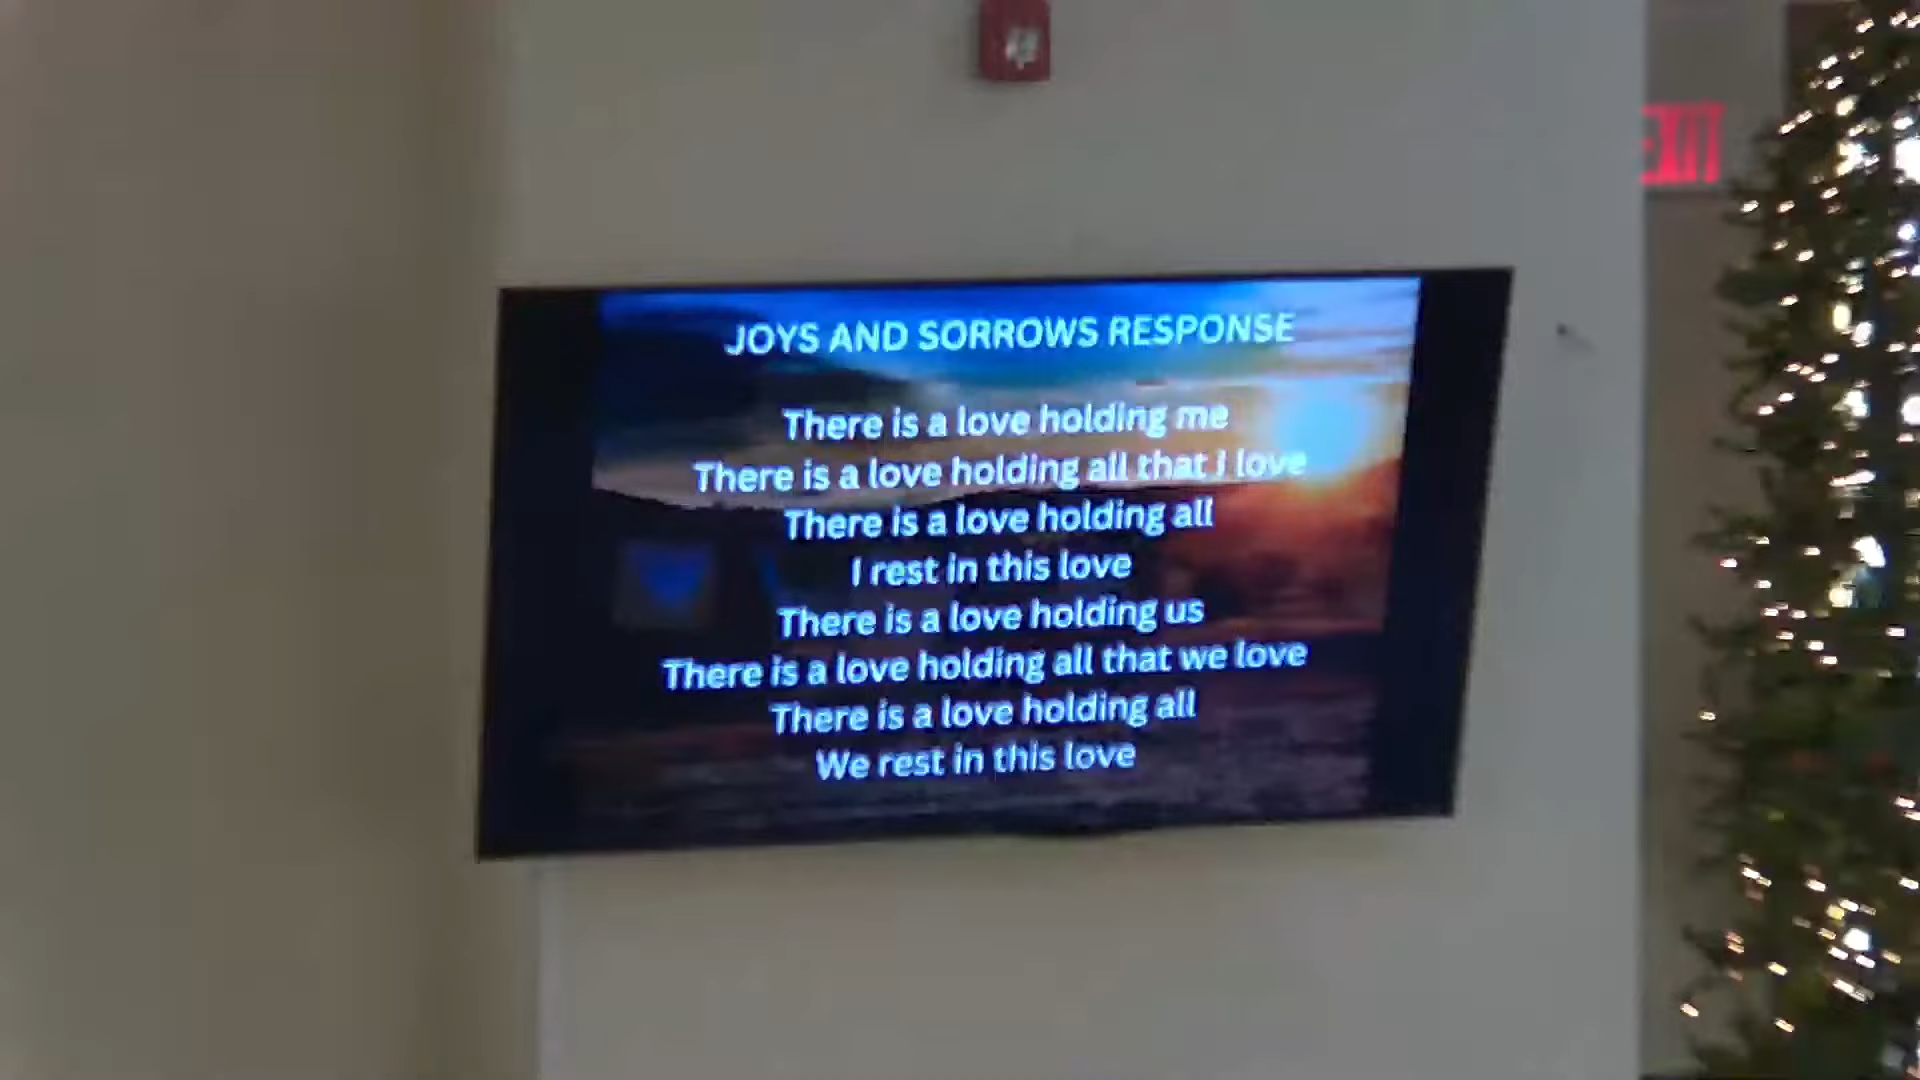 EXIT
JOYS AND SORROWS RESPONSE
There is a love holding me
There is a love holding all that I love
There is a love holding all
I rest in this love
There is a love holding us
There is a love holding all that we love
There is a love holding all
We rest in this love